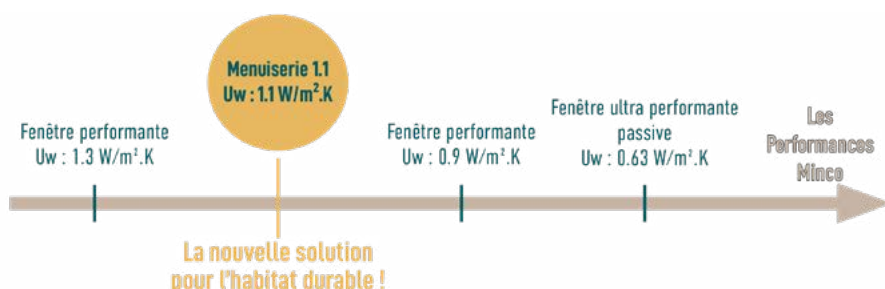 Menuiserie 1.1
Uw : 1.1 W/m².K
Fenêtre performante
Uw : 1.3 W/m².K
Fenêtre performante
Uw : 0.9 W/m².K
Fenêtre ultra performante
passive
Uw : 0.63 W/m².K
Les
Performances
Minco
La nouvelle solution
pour l'habitat durable !